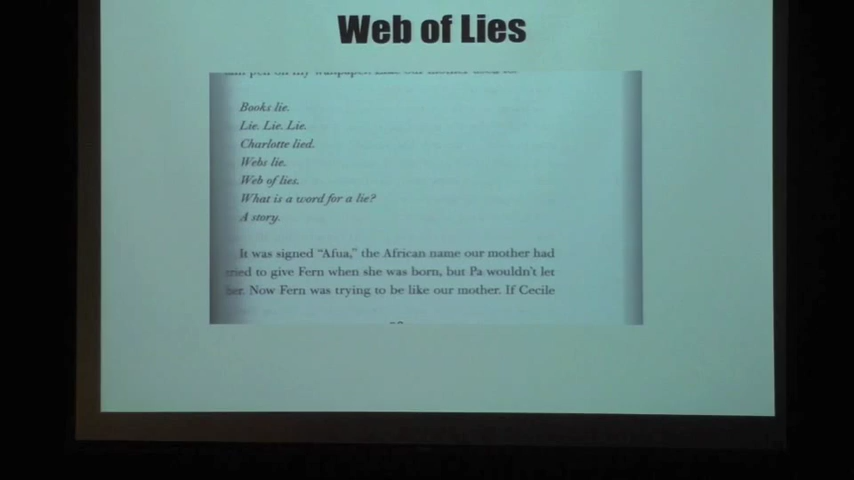 Web of Lies
Books lie.
Lie. Lie. Lie.
Charlotte lied.
Webs lie.
Web of lies.
What is a word for a lie?
A story.
It was signed “Afua,” the African name our mother had
tried to give Fern when she was born, but Pa wouldn’t let
her. Now Fern was trying to be like our mother. If Cecile